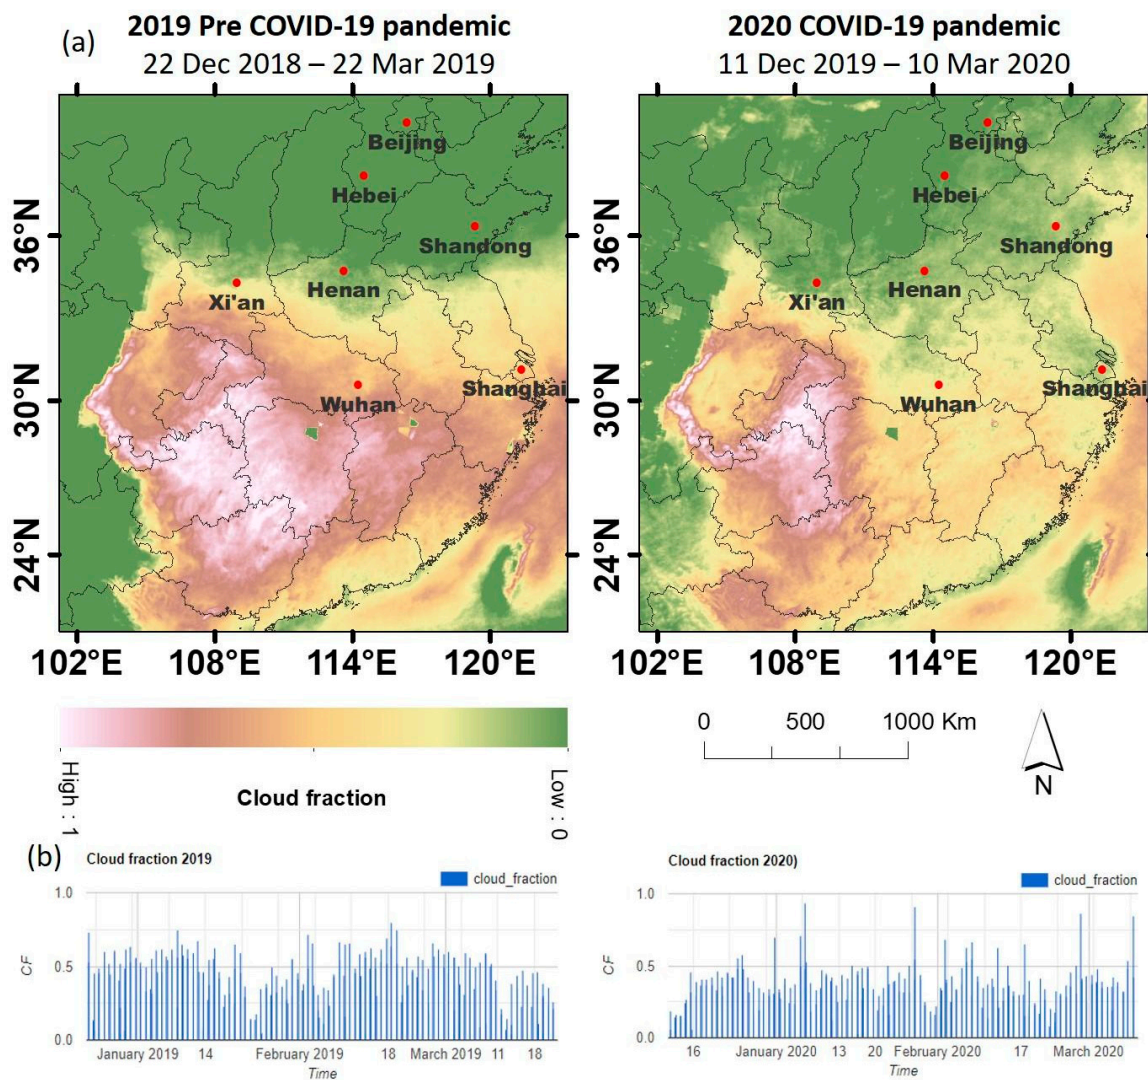 (a)
2019 Pre COVID-19 pandemic
22 Dec 2018 – 22 Mar 2019
2020 COVID-19 pandemic
11 Dec 2019 – 10 Mar 2020
Beijing
Hebei
Shandong
Xi'an
Henan
Wuhan
Shanghai
36°N
30°N
24°N
102°E
108°E
114°E
120°E
Beijing
Hebei
Shandong
Xi'an
Henan
Wuhan
Shanghai
36°N
30°N
24°N
102°E
108°E
114°E
120°E
High : 1
Low : 0
Cloud fraction
0 500 1000 Km
N
(b)
Cloud fraction 2019
cloud_fraction
1.0
0.5
0.0
CF
January 2019 14 February 2019 18 March 2019 11 18
Time
Cloud fraction 2020)
cloud_fraction
1.0
0.5
0.0
CF
16 January 2020 13 20 February 2020 17 March 2020
Time